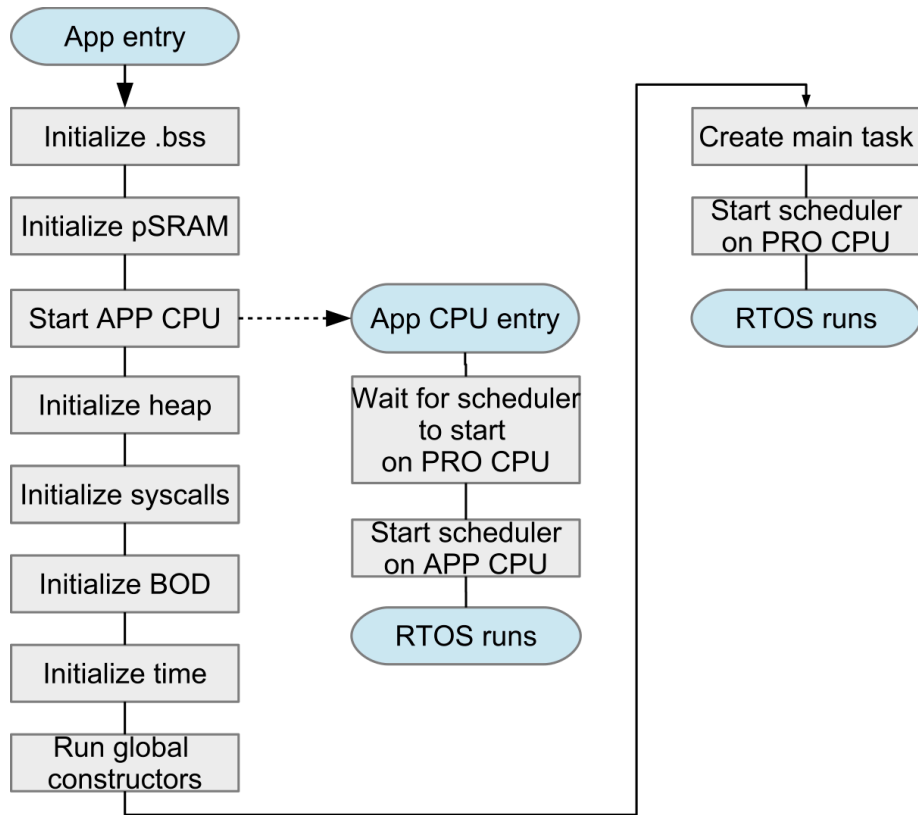 App entry
Initialize .bss
Initialize pSRAM
Start APP CPU
Initialize heap
Initialize syscalls
Initialize BOD
Initialize time
Run global
constructors
App CPU entry
Wait for scheduler
to start
on PRO CPU
Start scheduler
on APP CPU
RTOS runs
Create main task
Start scheduler
on PRO CPU
RTOS runs